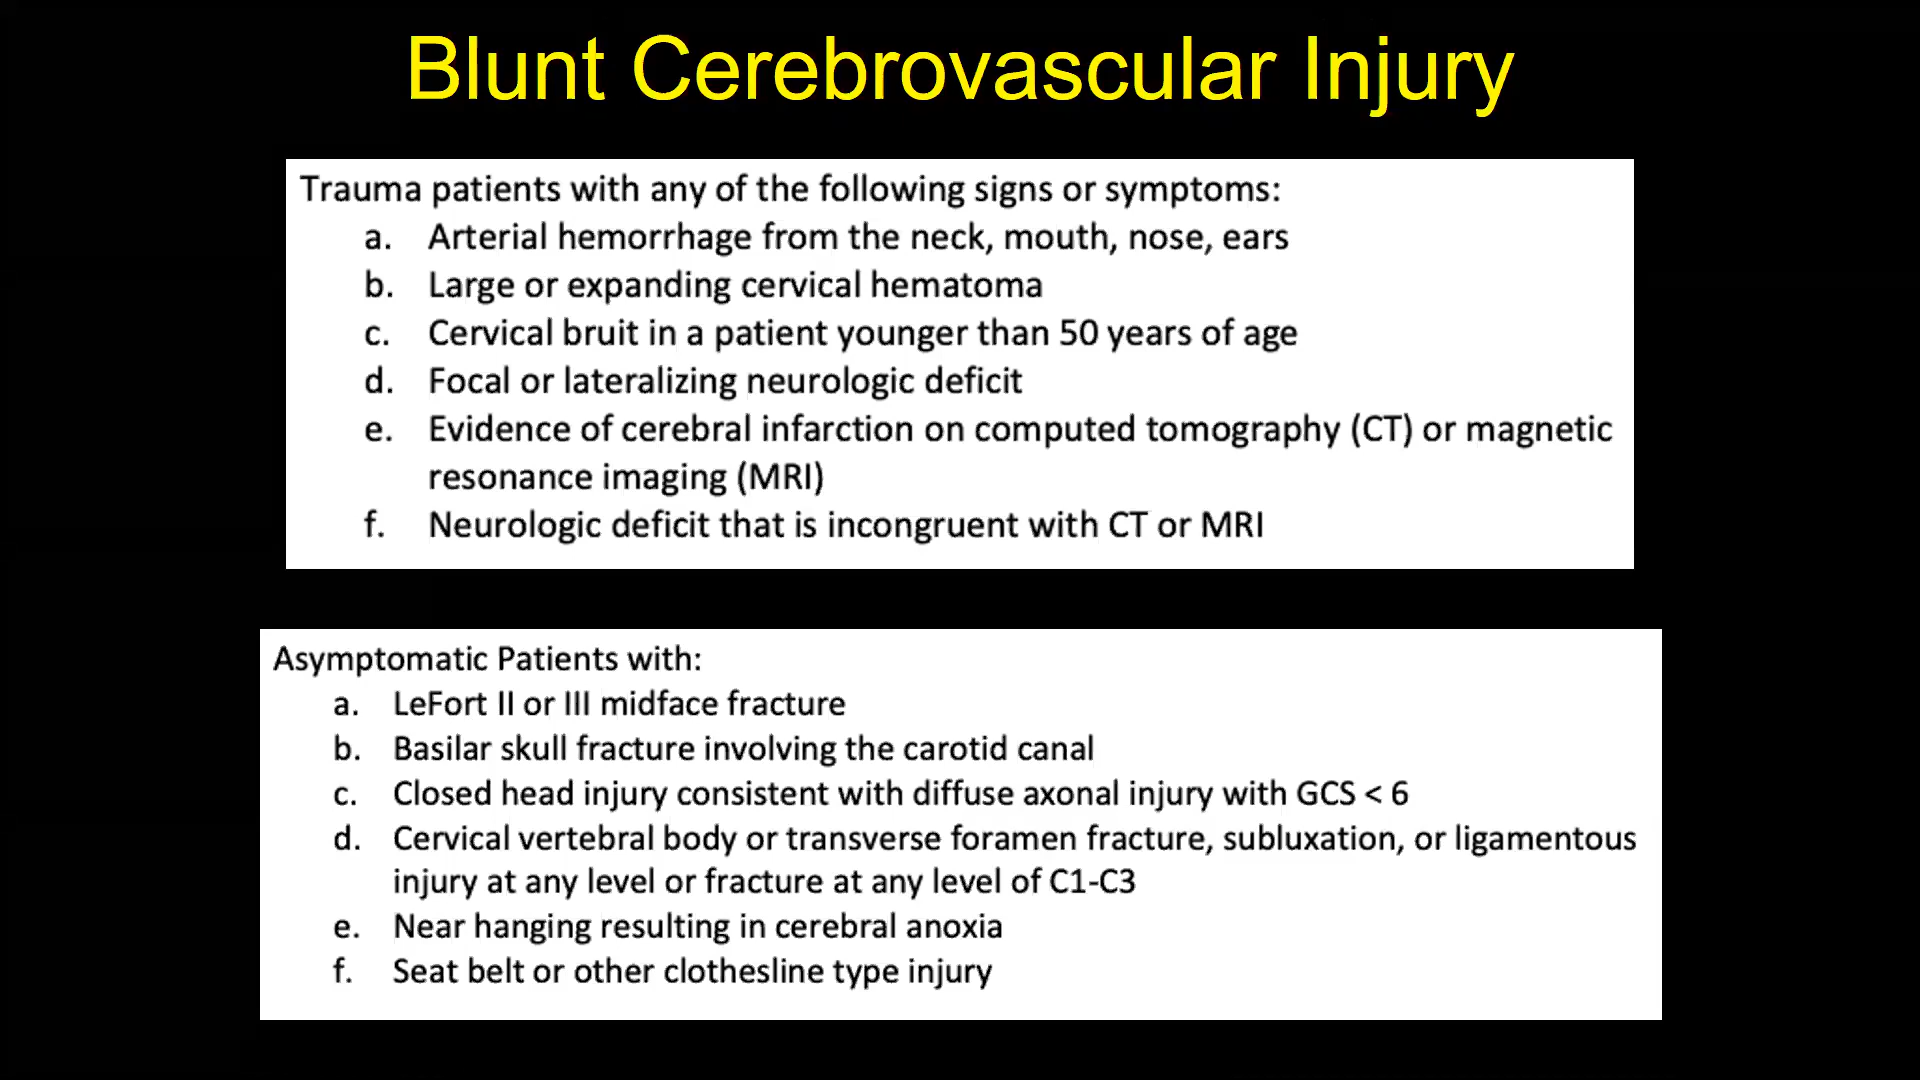 Blunt Cerebrovascular Injury
Trauma patients with any of the following signs or symptoms:
a. Arterial hemorrhage from the neck, mouth, nose, ears
b. Large or expanding cervical hematoma
c. Cervical bruit in a patient younger than 50 years of age
d. Focal or lateralizing neurologic deficit
e. Evidence of cerebral infarction on computed tomography (CT) or magnetic
resonance imaging (MRI)
f. Neurologic deficit that is incongruent with CT or MRI
Asymptomatic Patients with:
a. LeFort II or III midface fracture
b. Basilar skull fracture involving the carotid canal
c. Closed head injury consistent with diffuse axonal injury with GCS < 6
d. Cervical vertebral body or transverse foramen fracture, subluxation, or ligamentous
injury at any level or fracture at any level of C1-C3
e. Near hanging resulting in cerebral anoxia
f. Seat belt or other clothesline type injury